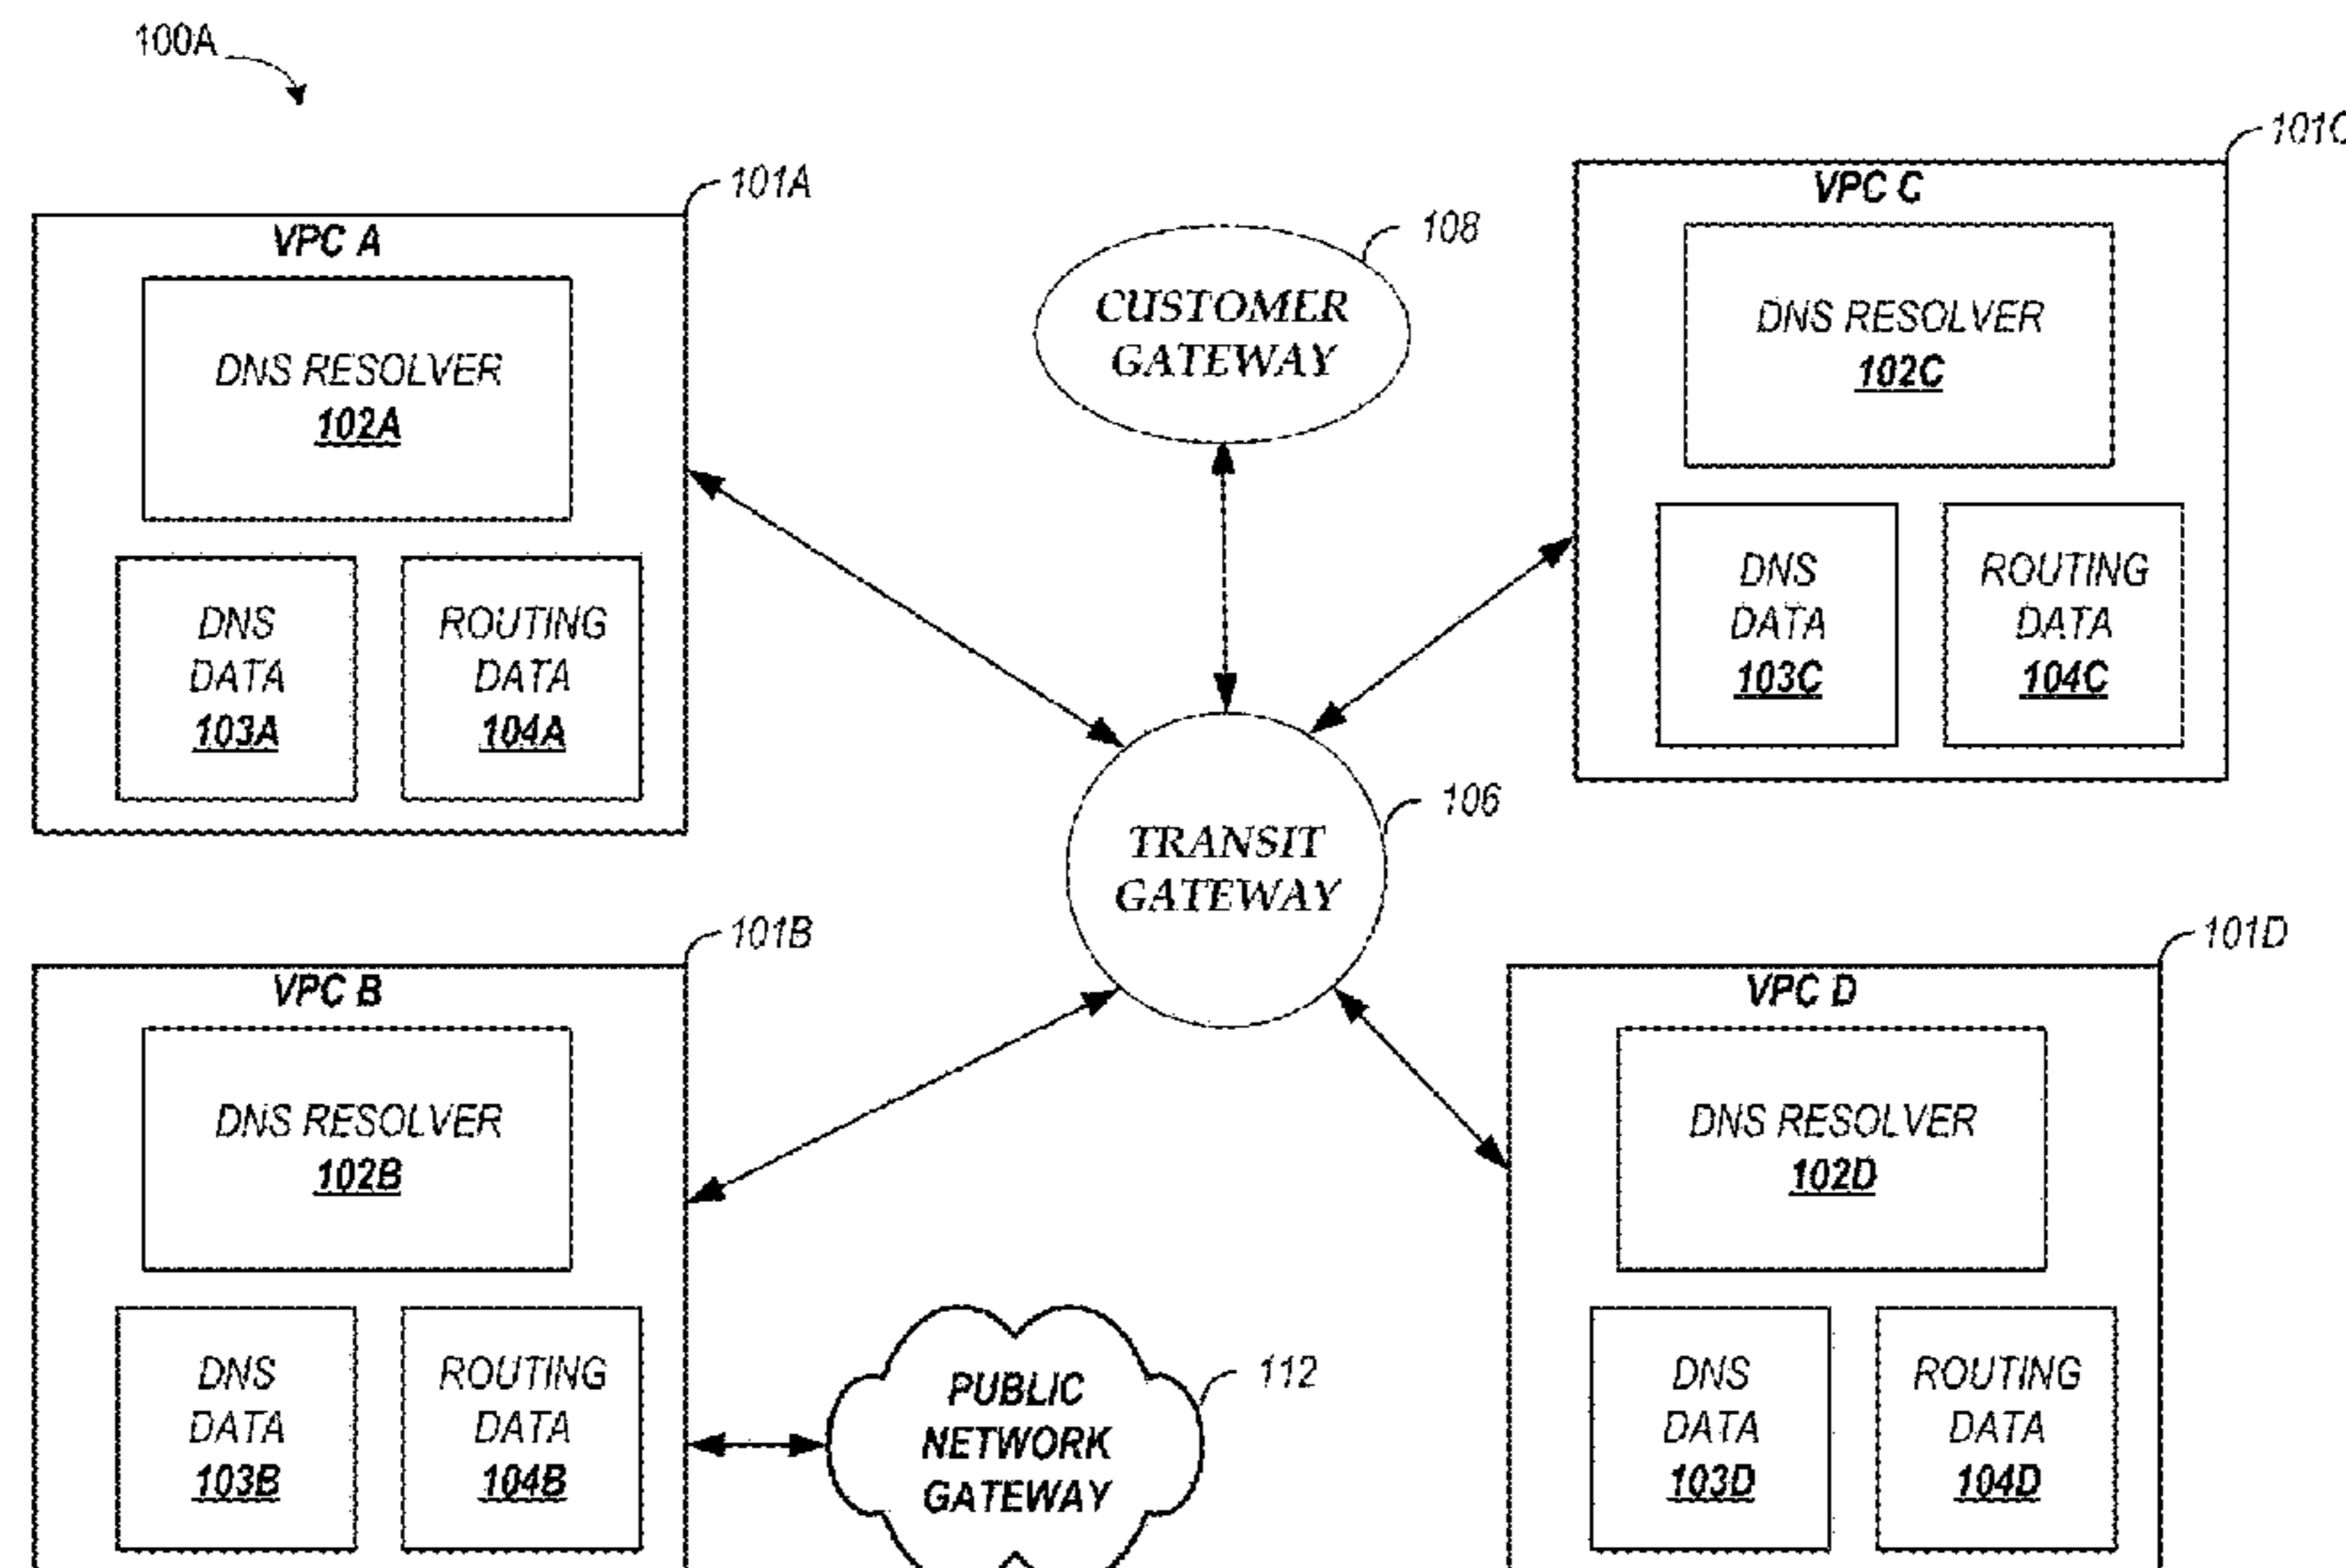 100A
101A
VPC A
DNS RESOLVER
102A
DNS
DATA
103A
ROUTING
DATA
104A
108
CUSTOMER
GATEWAY
101C
VPC C
DNS RESOLVER
102C
DNS
DATA
103C
ROUTING
DATA
104C
106
TRANSIT
GATEWAY
101B
VPC B
DNS RESOLVER
102B
DNS
DATA
103B
ROUTING
DATA
104B
112
PUBLIC
NETWORK
GATEWAY
101D
VPC D
DNS RESOLVER
102D
DNS
DATA
103D
ROUTING
DATA
104D